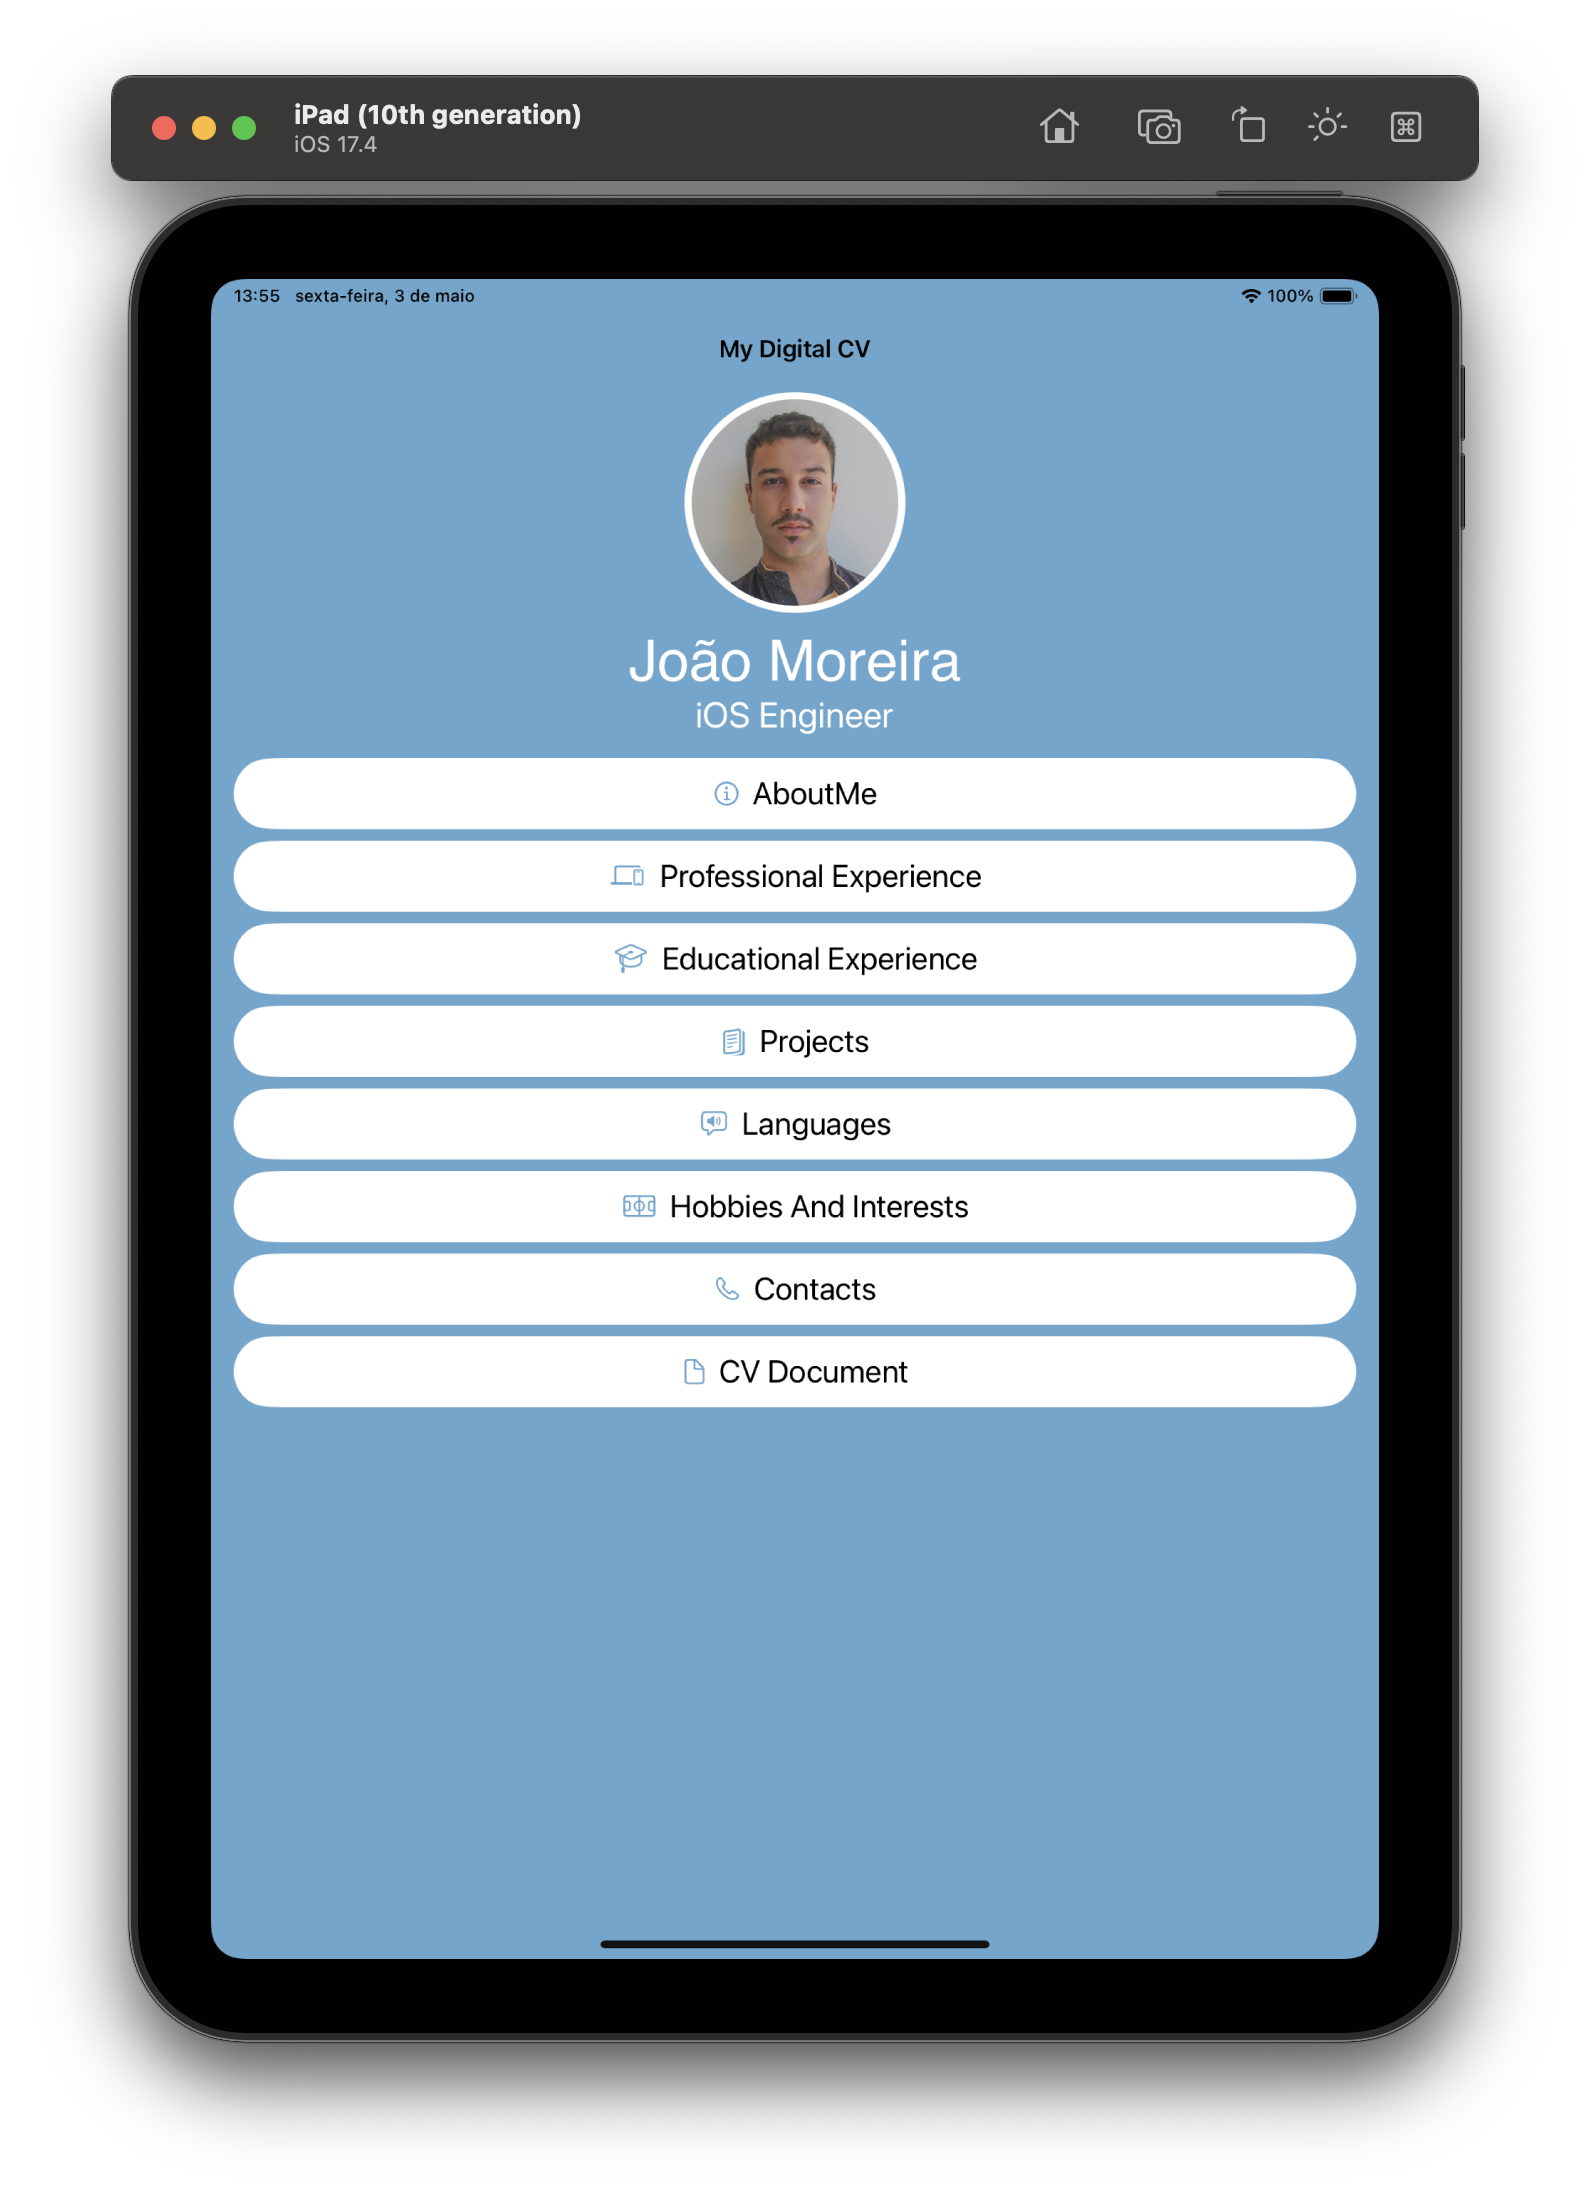 iPad (10th generation)
iOS 17.4
13:55 sexta-feira, 3 de maio 100%
My Digital CV
João Moreira
iOS Engineer
AboutMe
Professional Experience
Educational Experience
Projects
Languages
Hobbies And Interests
Contacts
CV Document